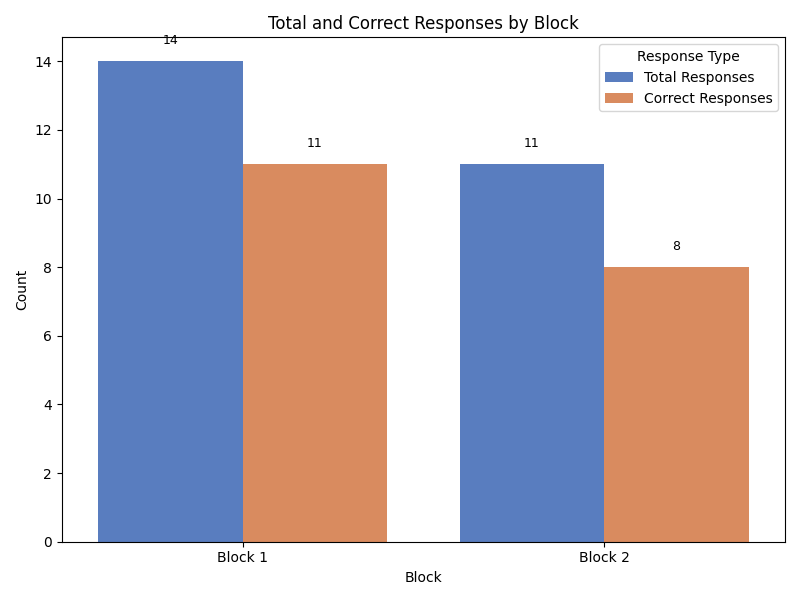 Total and Correct Responses by Block
14
Response Type
Total Responses
Correct Responses
11
11
8
Count
14
12
10
8
6
4
2
0
Block 1
Block 2
Block